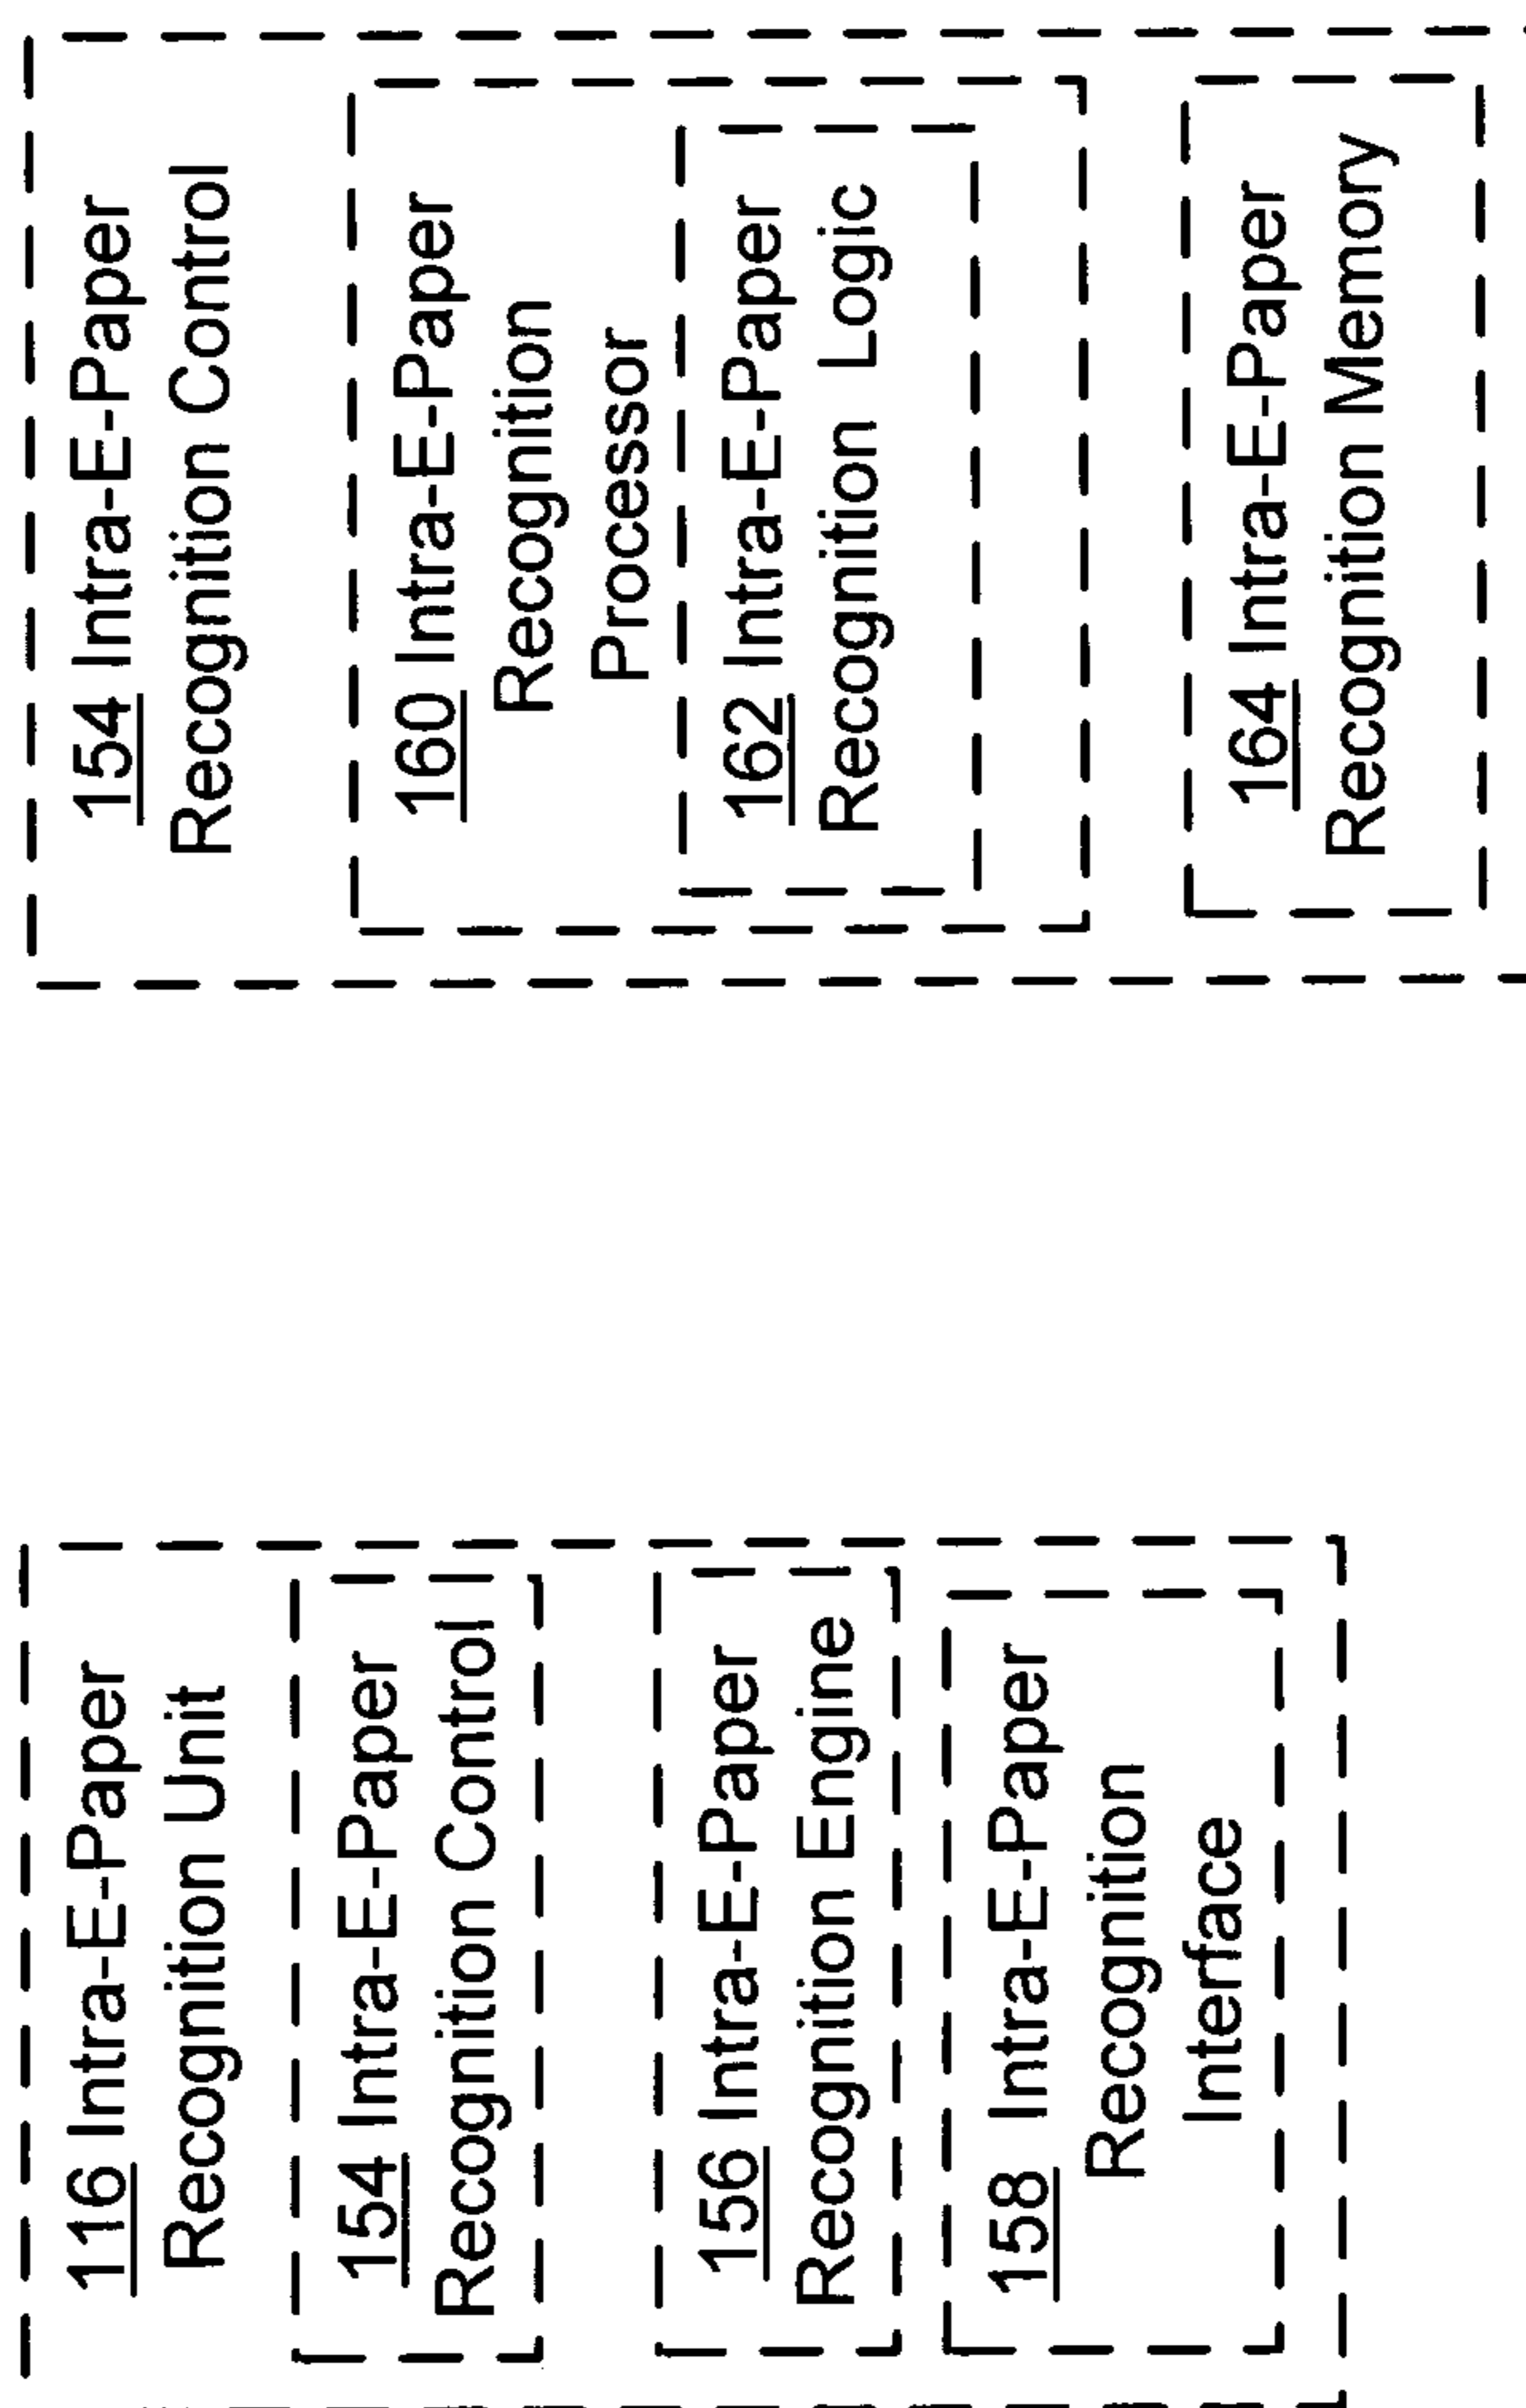 116 Intra-E-Paper
Recognition Unit
154 Intra-E-Paper
Recognition Control
156 Intra-E-Paper
Recognition Engine
158 Intra-E-Paper
Recognition
Interface
154 Intra-E-Paper
Recognition Control
160 Intra-E-Paper
Recognition
Processor
162 Intra-E-Paper
Recognition Logic
164 Intra-E-Paper
Recognition Memory